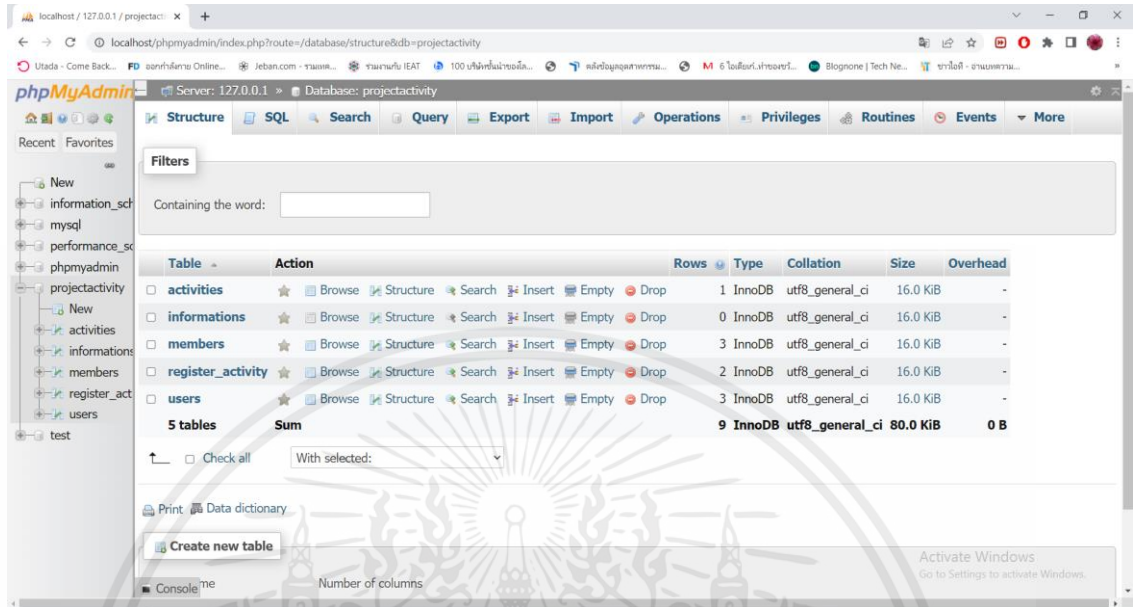 localhost / 127.0.0.1 / projectacti
localhost/phpmyadmin/index.php?route=/database/structure&db=projectactivity
Utada - Come Back...
Online...
Jeban.com -
IEAT
100
6
Blognone | Tech Ne...
phpMyAdmin
Server: 127.0.0.1 » Database: projectactivity
Structure SQL Search Query Export Import Operations Privileges Routines Events More
Recent Favorites
New
information_sch
mysql
performance_sc
phpmyadmin
projectactivity
New
activities
informations
members
register_act
users
test
Filters
Containing the word:
Table Action Rows Type Collation Size Overhead
activities Browse Structure Search Insert Empty Drop 1 InnoDB utf8_general_ci 16.0 KiB -
informations Browse Structure Search Insert Empty Drop 0 InnoDB utf8_general_ci 16.0 KiB -
members Browse Structure Search Insert Empty Drop 3 InnoDB utf8_general_ci 16.0 KiB -
register_activity Browse Structure Search Insert Empty Drop 2 InnoDB utf8_general_ci 16.0 KiB -
users Browse Structure Search Insert Empty Drop 3 InnoDB utf8_general_ci 16.0 KiB -
5 tables Sum 9 InnoDB utf8_general_ci 80.0 KiB 0 B
Check all With selected:
Print Data dictionary
Create new table
Activate Windows
Go to Settings to activate Windows.
Console me Number of columns